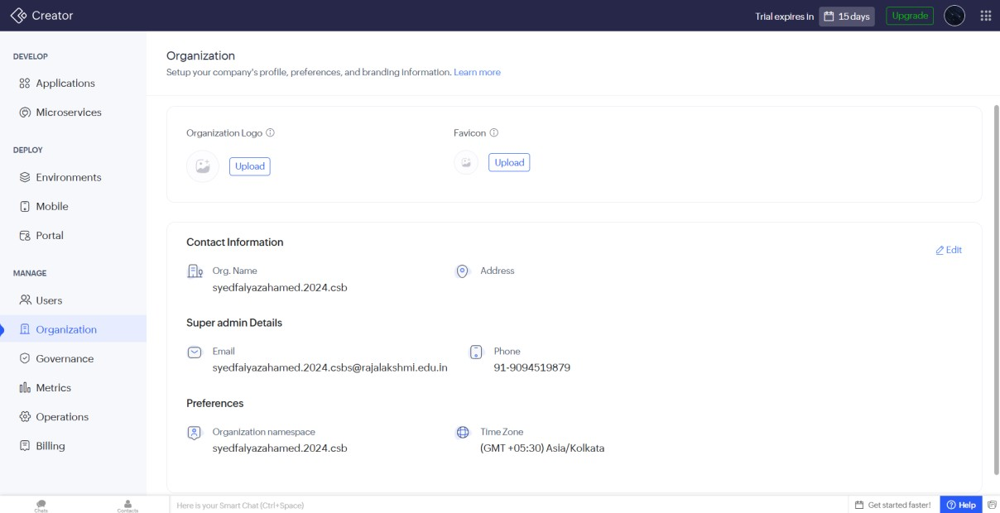 Creator
Trial expires in 15 days Upgrade
DEVELOP
Applications
Microservices
DEPLOY
Environments
Mobile
Portal
MANAGE
Users
Organization
Governance
Metrics
Operations
Billing
Organization
Setup your company's profile, preferences, and branding information. Learn more
Organization Logo
Upload
Favicon
Upload
Contact Information
Edit
Org. Name
syedfaiyazahamed.2024.csb
Address
Super admin Details
Email
syedfaiyazahamed.2024.csbs@rajalakshmi.edu.in
Phone
91-9094519879
Preferences
Organization namespace
syedfaiyazahamed.2024.csb
Time Zone
(GMT +05:30) Asia/Kolkata
Chats
Contacts
Here is your Smart Chat (Ctrl+Space)
Get started faster!
Help